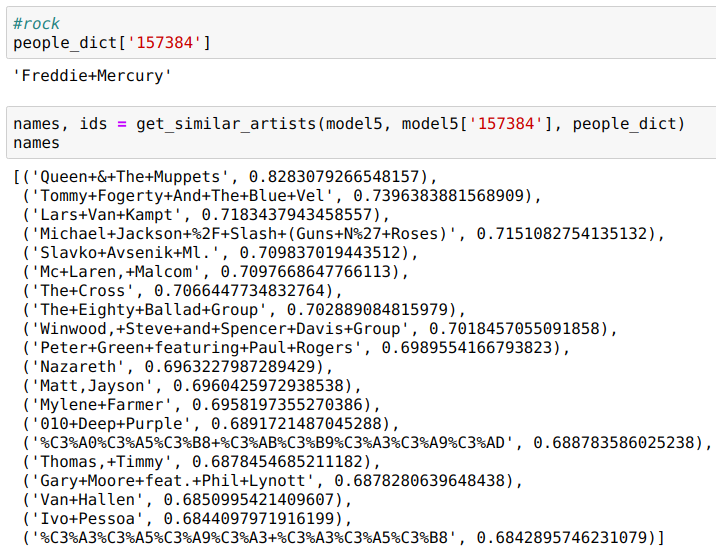 #rock
people_dict['157384']
'Freddie+Mercury'
names, ids = get_similar_artists(model5, model5['157384'], people_dict)
names
[('Queen+&+The+Muppets', 0.8283079266548157),
('Tommy+Fogerty+And+The+Blue+Vel', 0.7396383881568909),
('Lars+Van+Kampt', 0.7183437943458557),
('Michael+Jackson+%2F+Slash+(Guns+N%27+Roses)', 0.7151082754135132),
('Slavko+Avsenik+Ml.', 0.709837019443512),
('Mc+Laren,+Malcom', 0.7097668647766113),
('The+Cross', 0.7066447734832764),
('The+Eighty+Ballad+Group', 0.702889084815979),
('Winwood,+Steve+and+Spencer+Davis+Group', 0.7018457055091858),
('Peter+Green+featuring+Paul+Rogers', 0.6989554166793823),
('Nazareth', 0.6963227987289429),
('Matt,Jayson', 0.6960425972938538),
('Mylene+Farmer', 0.6958197355270386),
('010+Deep+Purple', 0.6891721487045288),
('%C3%A0%C3%A5%C3%B8+%C3%AB%C3%B9%C3%A3%C3%A9%C3%AD', 0.688783586025238),
('Thomas,+Timmy', 0.6878454685211182),
('Gary+Moore+feat.+Phil+Lynott', 0.6878280639648438),
('Van+Hallen', 0.6850995421409607),
('Ivo+Pessoa', 0.6844097971916199),
('%C3%A3%C3%A5%C3%A9%C3%A3+%C3%A3%C3%A5%C3%B8', 0.6842895746231079)]